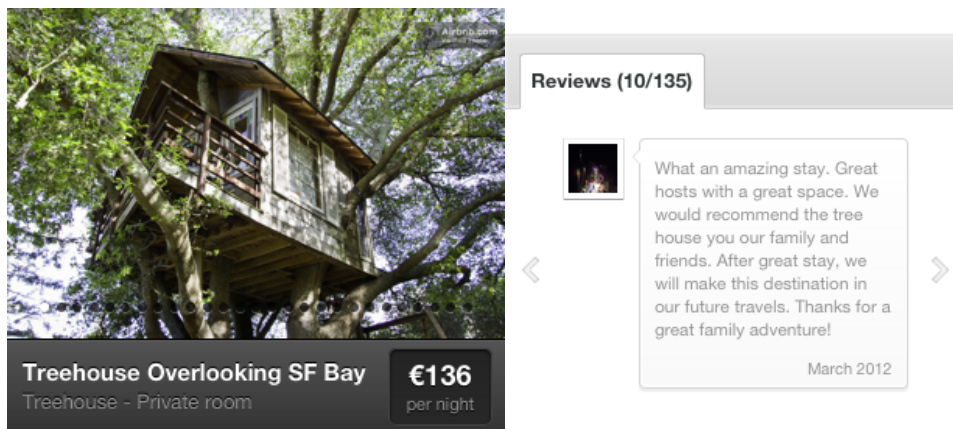 Airbnb.com
Reviews (10/135)
What an amazing stay. Great
hosts with a great space. We
would recommend the tree
house you our family and
friends. After great stay, we
will make this destination in
our future travels. Thanks for a
great family adventure!
March 2012
Treehouse Overlooking SF Bay
€136
Treehouse - Private room
per night